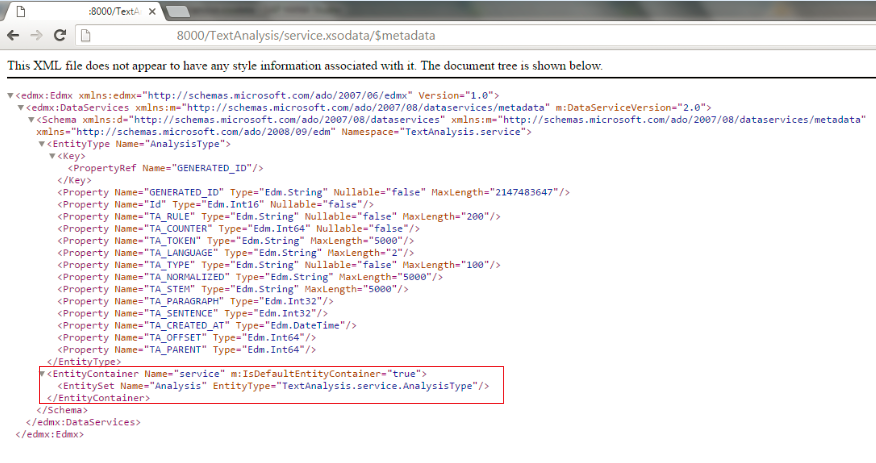 :8000/TextA
8000/TextAnalysis/service.xsodata/$metadata
This XML file does not appear to have any style information associated with it. The document tree is shown below.
<edmx:Edmx xmlns:edmx="http://schemas.microsoft.com/ado/2007/06/edmx" Version="1.0">
<edmx:DataServices xmlns:m="http://schemas.microsoft.com/ado/2007/08/dataservices/metadata" m:DataServiceVersion="2.0">
<Schema xmlns:d="http://schemas.microsoft.com/ado/2007/08/dataservices" xmlns:m="http://schemas.microsoft.com/ado/2007/08/dataservices/metadata"
xmlns="http://schemas.microsoft.com/ado/2008/09/edm" Namespace="TextAnalysis.service">
<EntityType Name="AnalysisType">
<Key>
<PropertyRef Name="GENERATED_ID"/>
</Key>
<Property Name="GENERATED_ID" Type="Edm.String" Nullable="false" MaxLength="2147483647"/>
<Property Name="Id" Type="Edm.Int16" Nullable="false"/>
<Property Name="TA_RULE" Type="Edm.String" Nullable="false" MaxLength="200"/>
<Property Name="TA_COUNTER" Type="Edm.Int64" Nullable="false"/>
<Property Name="TA_TOKEN" Type="Edm.String" MaxLength="5000"/>
<Property Name="TA_LANGUAGE" Type="Edm.String" MaxLength="2"/>
<Property Name="TA_TYPE" Type="Edm.String" Nullable="false" MaxLength="100"/>
<Property Name="TA_NORMALIZED" Type="Edm.String" MaxLength="5000"/>
<Property Name="TA_STEM" Type="Edm.String" MaxLength="5000"/>
<Property Name="TA_PARAGRAPH" Type="Edm.Int32"/>
<Property Name="TA_SENTENCE" Type="Edm.Int32"/>
<Property Name="TA_CREATED_AT" Type="Edm.DateTime"/>
<Property Name="TA_OFFSET" Type="Edm.Int64"/>
<Property Name="TA_PARENT" Type="Edm.Int64"/>
</EntityType>
<EntityContainer Name="service" m:IsDefaultEntityContainer="true">
<EntitySet Name="Analysis" EntityType="TextAnalysis.service.AnalysisType"/>
</EntityContainer>
</Schema>
</edmx:DataServices>
</edmx:Edmx>